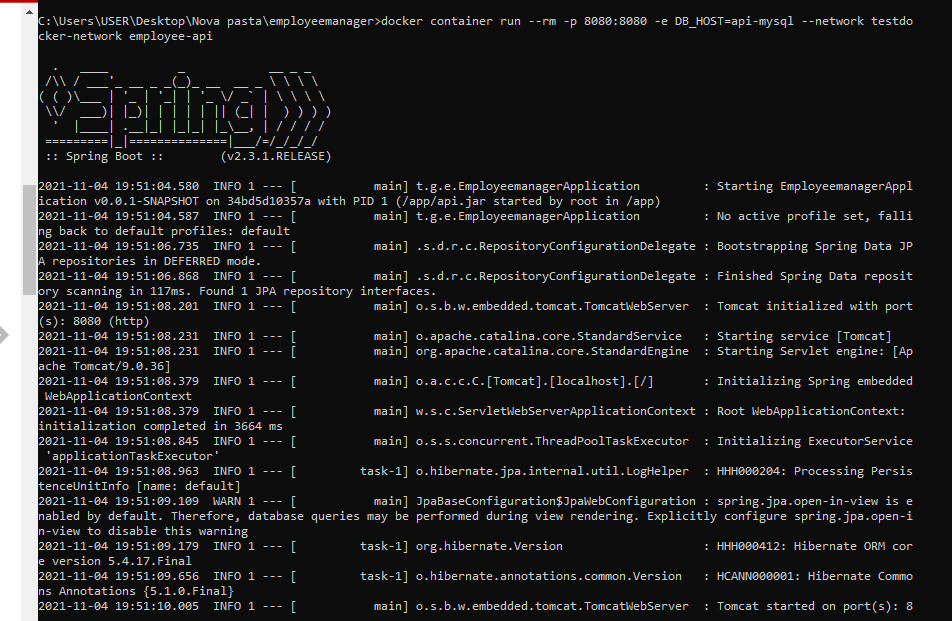 C:\Users\USER\Desktop\Nova pasta\employeemanager>docker container run --rm -p 8080:8080 -e DB_HOST=api-mysql --network testdo
cker-network employee-api
  .   ____          _            __ _ _
 /\\ / ___'_ __ _ _(_)_ __  __ _ \ \ \ \
( ( )\___ | '_ | '_| | '_ \/ _` | \ \ \ \
 \\/  ___)| |_)| | | | | || (_| |  ) ) ) )
  '  |____| .__|_| |_|_| |_\__, | / / / /
 =========|_|==============|___/=/_/_/_/
 :: Spring Boot ::        (v2.3.1.RELEASE)
2021-11-04 19:51:04.580  INFO 1 --- [           main] t.g.e.EmployeemanagerApplication         : Starting EmployeemanagerAppl
ication v0.0.1-SNAPSHOT on 34bd5d10357a with PID 1 (/app/api.jar started by root in /app)
2021-11-04 19:51:04.587  INFO 1 --- [           main] t.g.e.EmployeemanagerApplication         : No active profile set, falli
ng back to default profiles: default
2021-11-04 19:51:06.735  INFO 1 --- [           main] .s.d.r.c.RepositoryConfigurationDelegate : Bootstrapping Spring Data JP
A repositories in DEFERRED mode.
2021-11-04 19:51:06.868  INFO 1 --- [           main] .s.d.r.c.RepositoryConfigurationDelegate : Finished Spring Data reposit
ory scanning in 117ms. Found 1 JPA repository interfaces.
2021-11-04 19:51:08.201  INFO 1 --- [           main] o.s.b.w.embedded.tomcat.TomcatWebServer  : Tomcat initialized with port
(s): 8080 (http)
2021-11-04 19:51:08.231  INFO 1 --- [           main] o.apache.catalina.core.StandardService   : Starting service [Tomcat]
2021-11-04 19:51:08.231  INFO 1 --- [           main] org.apache.catalina.core.StandardEngine  : Starting Servlet engine: [Ap
ache Tomcat/9.0.36]
2021-11-04 19:51:08.379  INFO 1 --- [           main] o.a.c.c.C.[Tomcat].[localhost].[/]       : Initializing Spring embedded
 WebApplicationContext
2021-11-04 19:51:08.379  INFO 1 --- [           main] w.s.c.ServletWebServerApplicationContext : Root WebApplicationContext:
initialization completed in 3664 ms
2021-11-04 19:51:08.845  INFO 1 --- [           main] o.s.s.concurrent.ThreadPoolTaskExecutor  : Initializing ExecutorService
 'applicationTaskExecutor'
2021-11-04 19:51:08.963  INFO 1 --- [         task-1] o.hibernate.jpa.internal.util.LogHelper  : HHH000204: Processing Persis
tenceUnitInfo [name: default]
2021-11-04 19:51:09.109  WARN 1 --- [           main] JpaBaseConfiguration$JpaWebConfiguration : spring.jpa.open-in-view is e
nabled by default. Therefore, database queries may be performed during view rendering. Explicitly configure spring.jpa.open-i
n-view to disable this warning
2021-11-04 19:51:09.179  INFO 1 --- [         task-1] org.hibernate.Version                    : HHH000412: Hibernate ORM cor
e version 5.4.17.Final
2021-11-04 19:51:09.656  INFO 1 --- [         task-1] o.hibernate.annotations.common.Version   : HCANN000001: Hibernate Commo
ns Annotations {5.1.0.Final}
2021-11-04 19:51:10.005  INFO 1 --- [           main] o.s.b.w.embedded.tomcat.TomcatWebServer  : Tomcat started on port(s): 8